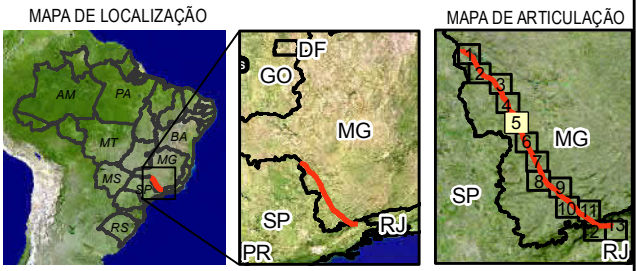 MAPA DE LOCALIZAÇÃO
AM
PA
MT
BA
MG
MS
SP
RS
DF
GO
MG
SP
RJ
PR
MAPA DE ARTICULAÇÃO
1
2
3
4
5
6
7
8
9
10
11
2
13
MG
SP
RJ